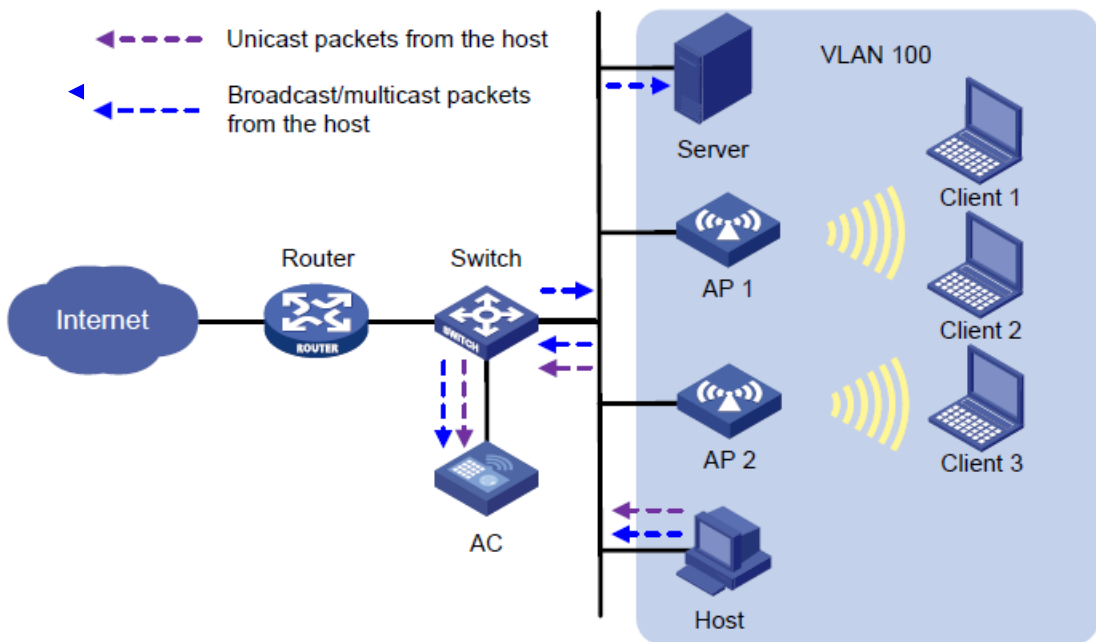 Unicast packets from the host
Broadcast/multicast packets
from the host
VLAN 100
Server
Client 1
Router
Switch
AP 1
Internet
ROUTER
SWITCH
Client 2
AP 2
Client 3
AC
Host